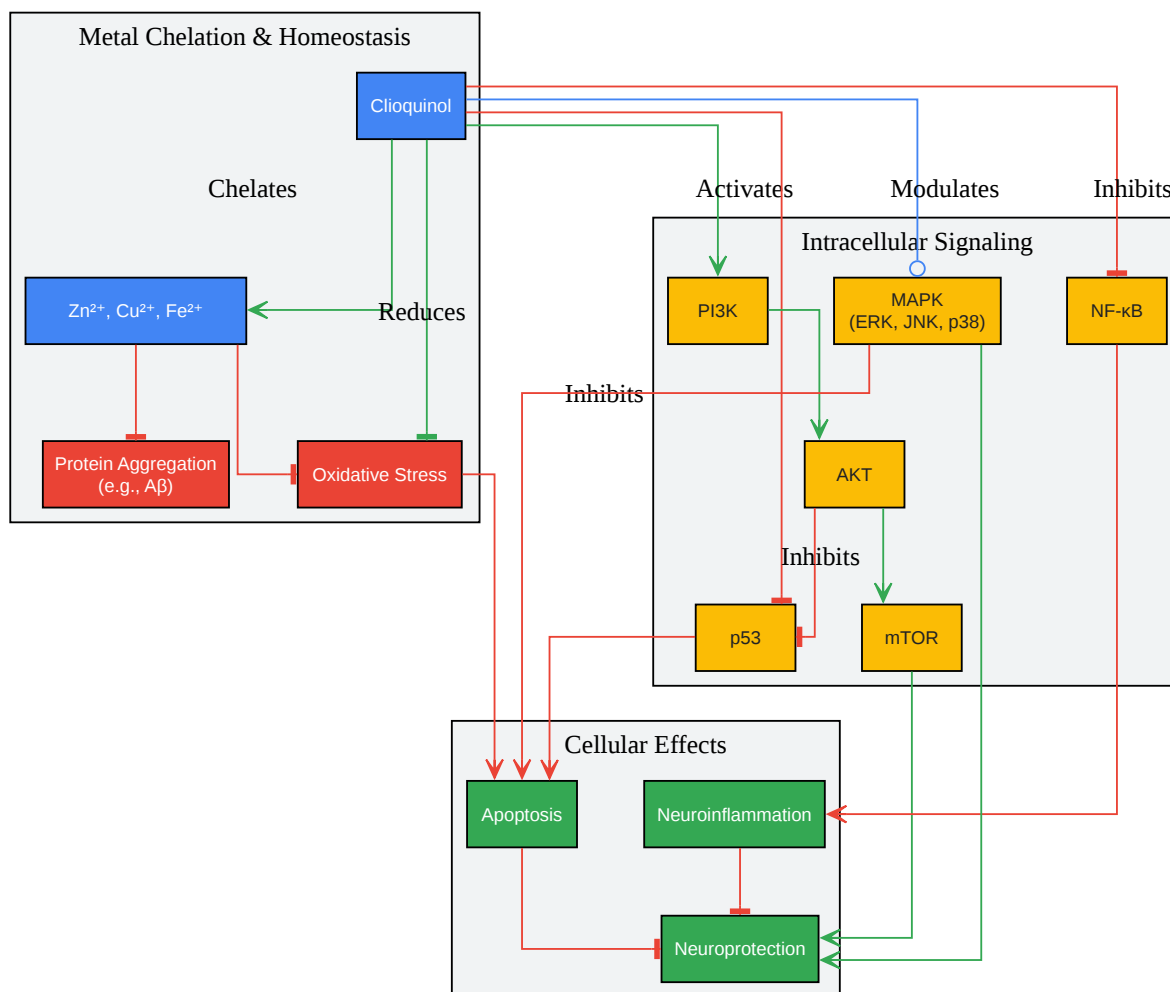 Metal Chelation & Homeostasis
Clioquinol
Chelates
Activates
Modulates
Inhibits
Intracellular Signaling
Zn²⁺, Cu²⁺, Fe²⁺
Reduces
PI3K
MAPK
(ERK, JNK, p38)
NF-κB
Inhibits
Protein Aggregation
(e.g., Aβ)
Oxidative Stress
AKT
Inhibits
p53
mTOR
Cellular Effects
Apoptosis
Neuroinflammation
Neuroprotection